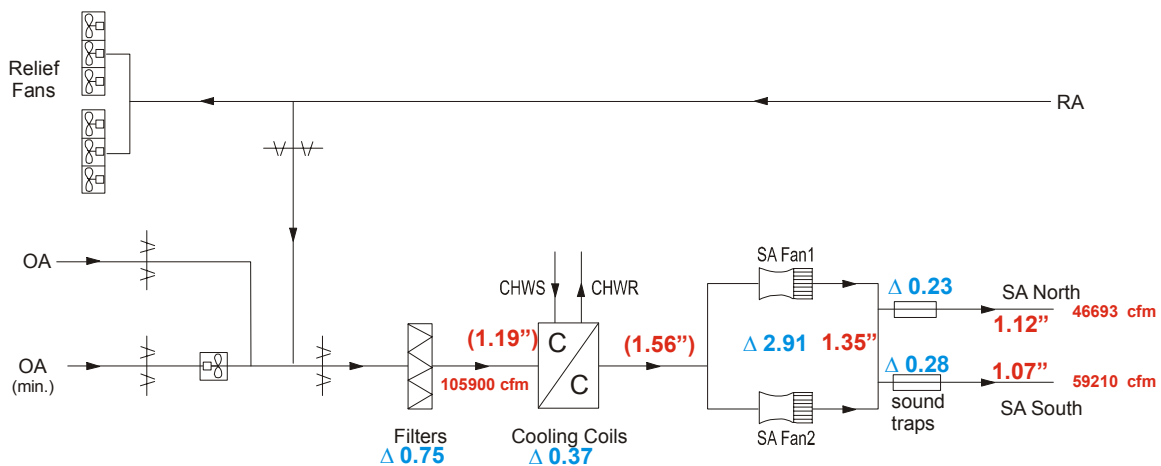 Relief
Fans
RA
OA
OA
(min.)
CHWS
CHWR
SA Fan1
SA Fan2
(1.19”)
105900 cfm
C
C
(1.56”)
Δ 2.91
1.35”
Δ 0.23
SA North
1.12”
46693 cfm
Δ 0.28
1.07”
59210 cfm
sound
traps
SA South
Filters
Δ 0.75
Cooling Coils
Δ 0.37